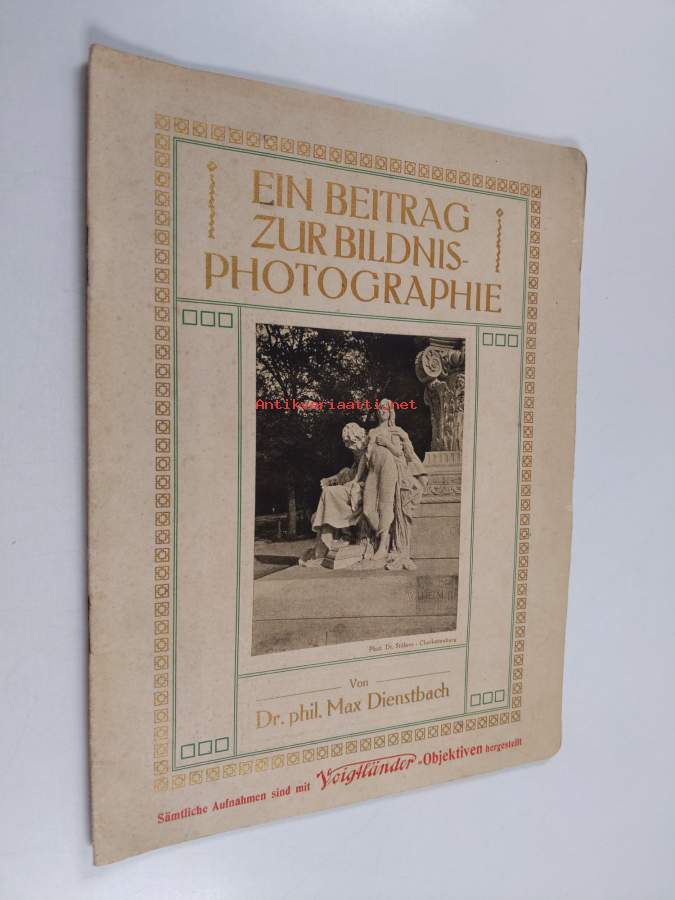 EIN BEITRAG
ZUR BILDNIS-
PHOTOGRAPHIE
Antikvariaatti.net
Phot. Dr. Stülner - Charlottenburg
Von
Dr. phil. Max Dienstbach
Sämtliche Aufnahmen sind mit Voigtländer-Objektiven hergestellt